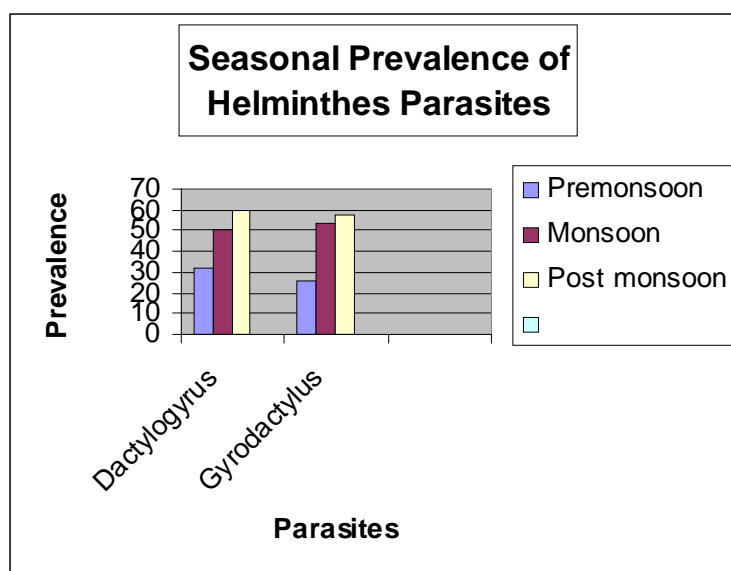 Seasonal Prevalence of
Helminthes Parasites
Prevalence
70
60
50
40
30
20
10
0
Dactylogyrus
Gyrodactylus
Parasites
Premonsoon
Monsoon
Post monsoon